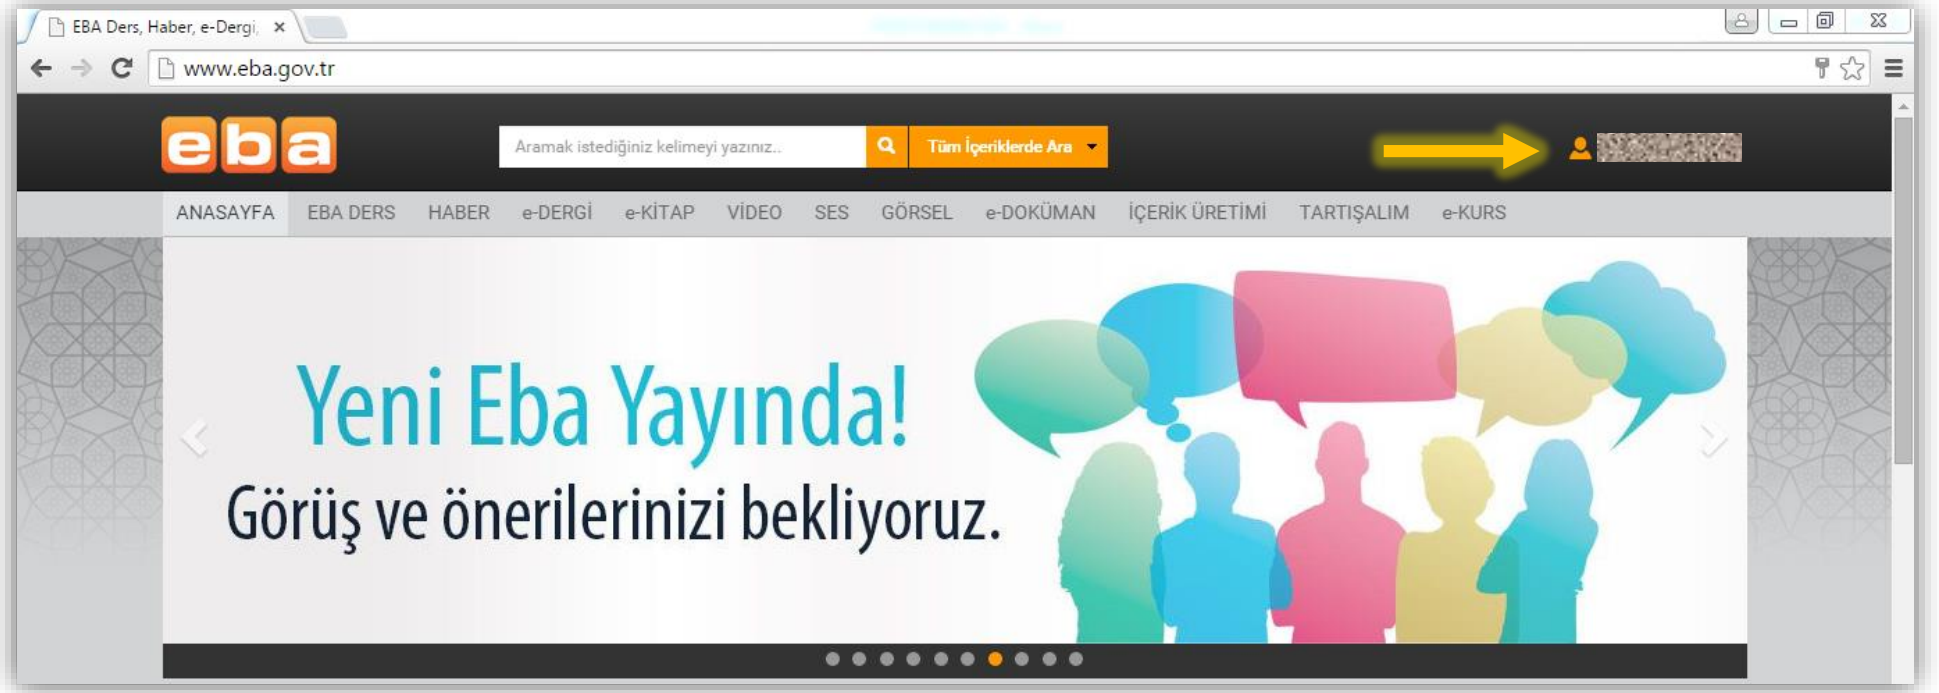 EBA Ders, Haber, e-Dergi,
www.eba.gov.tr
eba
Aramak istediğiniz kelimeyi yazınız..
Tüm İçeriklerde Ara
ANASAYFA EBA DERS HABER e-DERGİ e-KİTAP VİDEO SES GÖRSEL e-DOKÜMAN İÇERİK ÜRETİMİ TARTIŞALIM e-KURS
Yeni Eba Yayında!
Görüş ve önerilerinizi bekliyoruz.